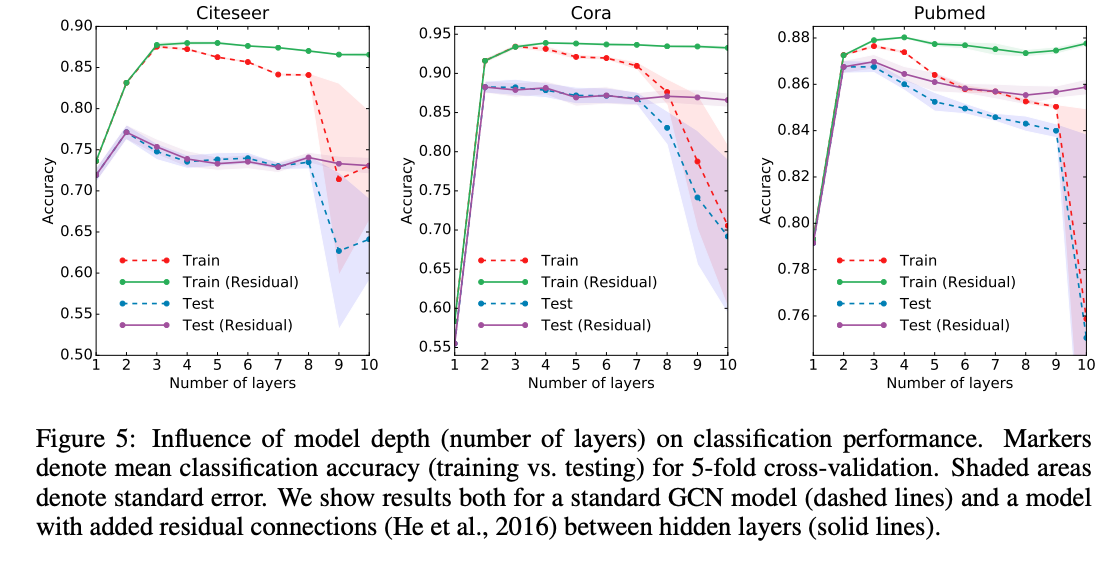 Citeseer
0.90
0.85
0.80
0.75
0.70
0.65
0.60
0.55
0.50
Accuracy
Train
Train (Residual)
Test
Test (Residual)
1 2 3 4 5 6 7 8 9 10
Number of layers
Cora
0.95
0.90
0.85
0.80
0.75
0.70
0.65
0.60
0.55
Accuracy
Train
Train (Residual)
Test
Test (Residual)
1 2 3 4 5 6 7 8 9 10
Number of layers
Pubmed
0.88
0.86
0.84
0.82
0.80
0.78
0.76
Accuracy
Train
Train (Residual)
Test
Test (Residual)
1 2 3 4 5 6 7 8 9 10
Number of layers
Figure 5: Influence of model depth (number of layers) on classification performance. Markers
denote mean classification accuracy (training vs. testing) for 5-fold cross-validation. Shaded areas
denote standard error. We show results both for a standard GCN model (dashed lines) and a model
with added residual connections (He et al., 2016) between hidden layers (solid lines).